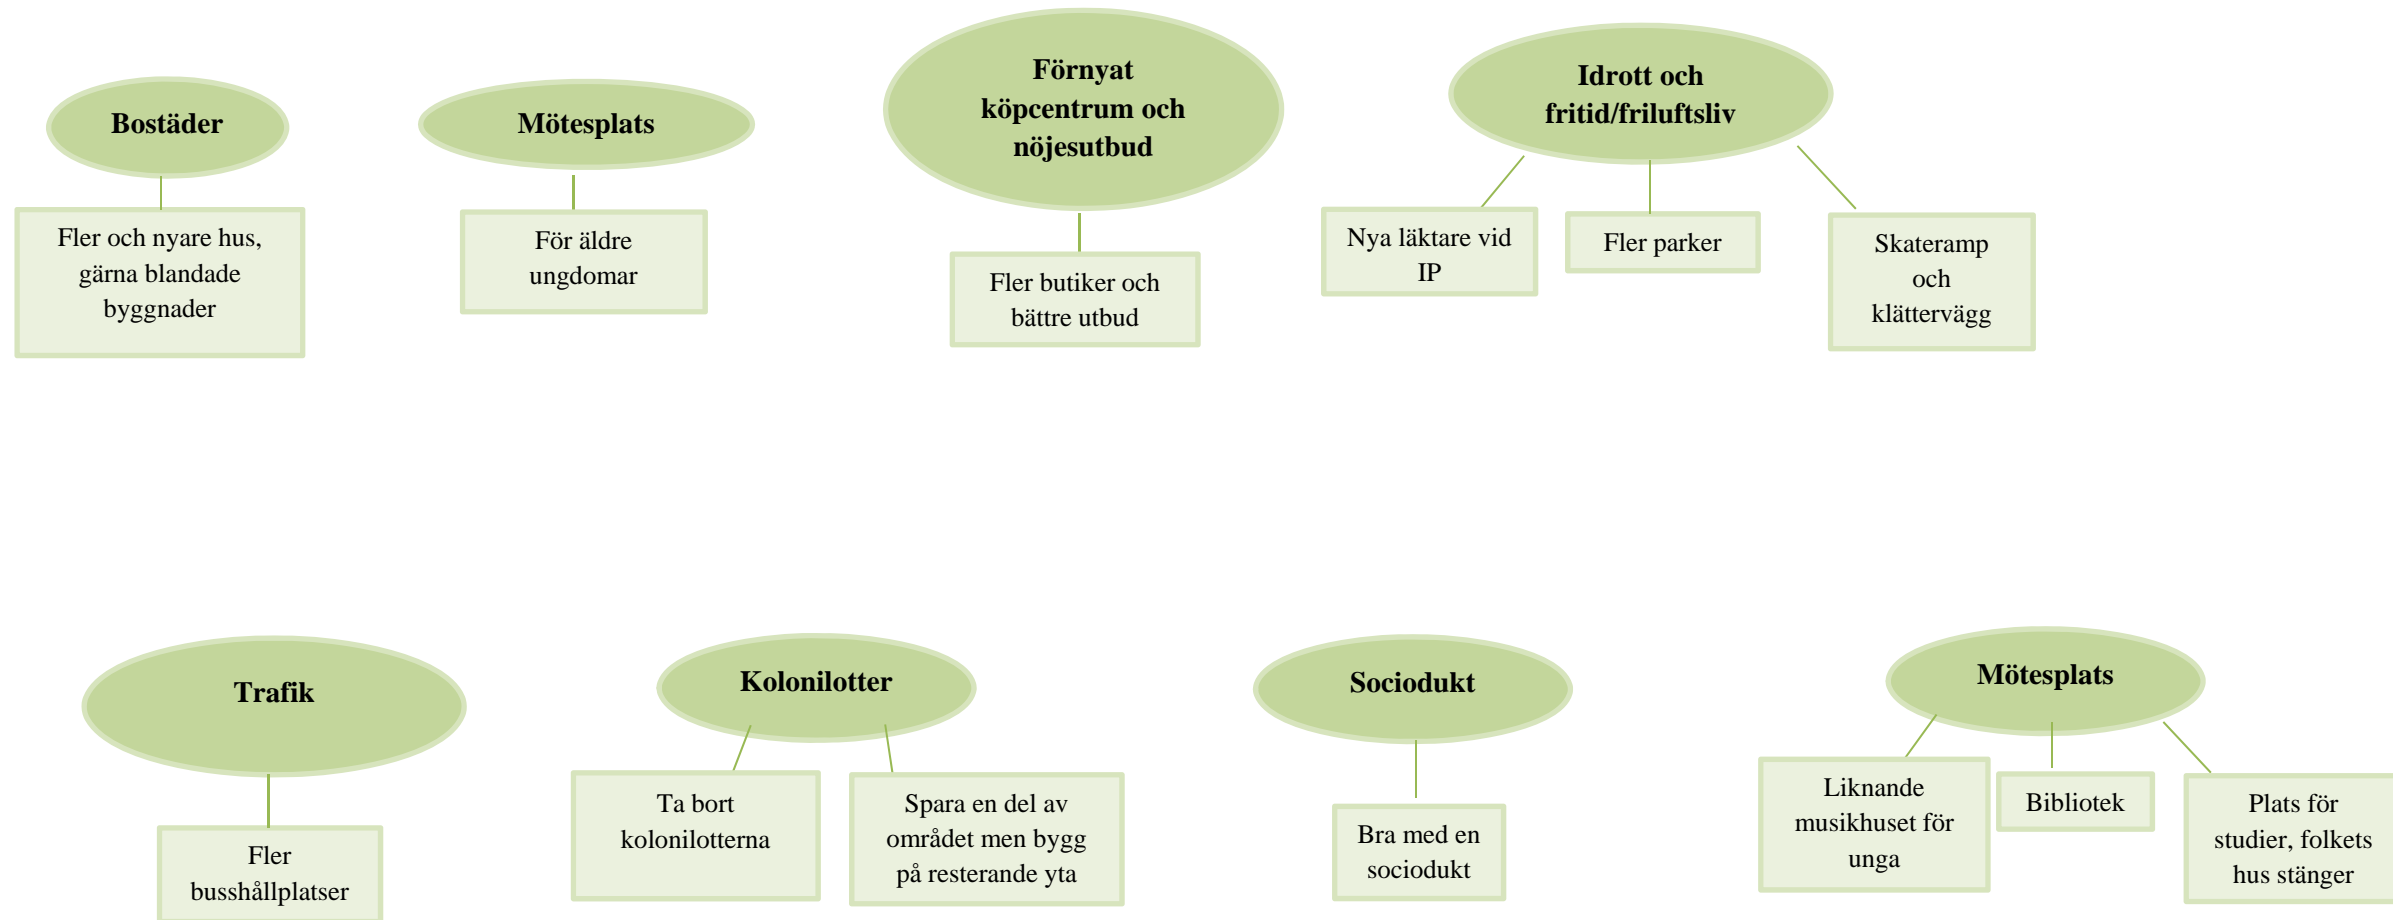 Bostäder
Fler och nyare hus,
gärna blandade
byggnader
Mötesplats
För äldre
ungdomar
Förnyat
köpcentrum och
nöjesutbud
Fler butiker och
bättre utbud
Idrott och
fritid/friluftsliv
Nya läktare vid
IP
Fler parker
Skateramp
och
klättervägg
Trafik
Fler
busshållplatser
Kolonilotter
Ta bort
kolonilotterna
Spara en del av
området men bygg
på resterande yta
Sociodukt
Bra med en
sociodukt
Mötesplats
Liknande
musikhuset för
unga
Bibliotek
Plats för
studier, folkets
hus stänger